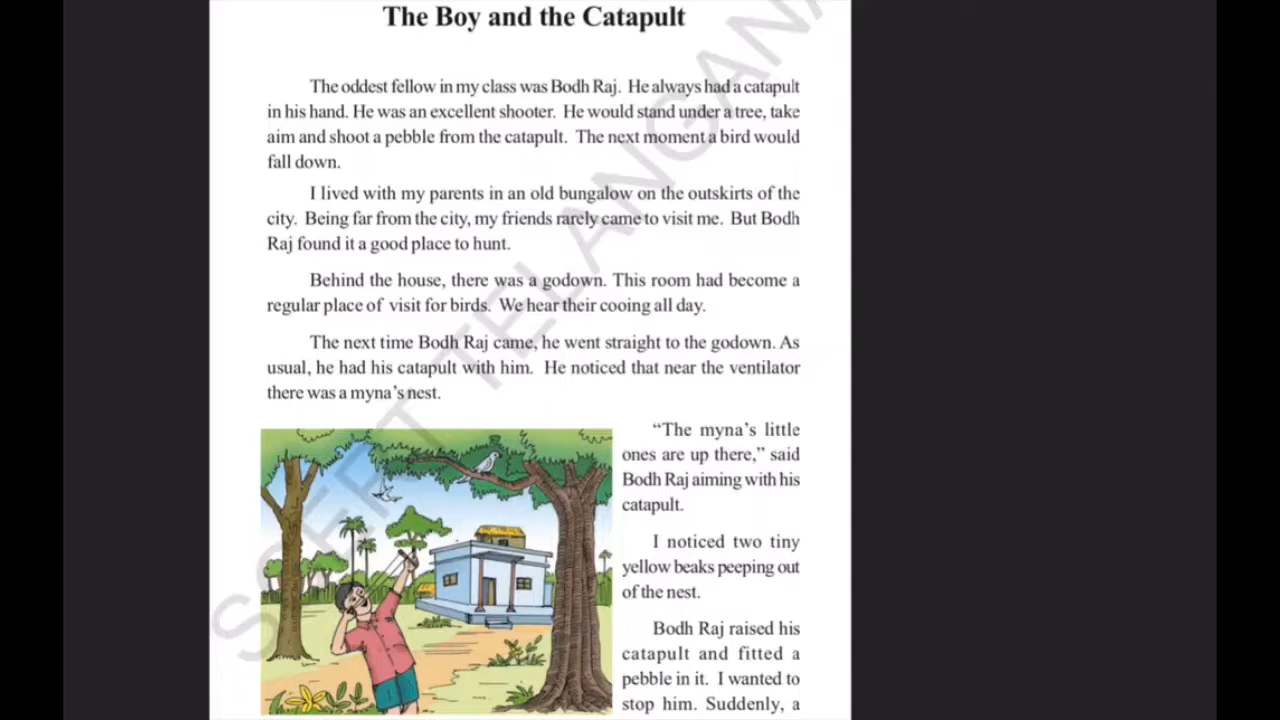 The Boy and the Catapult
The oddest fellow in my class was Bodh Raj. He always had a catapult
in his hand. He was an excellent shooter. He would stand under a tree, take
aim and shoot a pebble from the catapult. The next moment a bird would
fall down.
I lived with my parents in an old bungalow on the outskirts of the
city. Being far from the city, my friends rarely came to visit me. But Bodh
Raj found it a good place to hunt.
Behind the house, there was a godown. This room had become a
regular place of visit for birds. We hear their cooing all day.
The next time Bodh Raj came, he went straight to the godown. As
usual, he had his catapult with him. He noticed that near the ventilator
there was a myna's nest.
“The myna's little
ones are up there,” said
Bodh Raj aiming with his
catapult.
I noticed two tiny
yellow beaks peeping out
of the nest.
Bodh Raj raised his
catapult and fitted a
pebble in it. I wanted to
stop him. Suddenly, a
SCERT TELANGANA